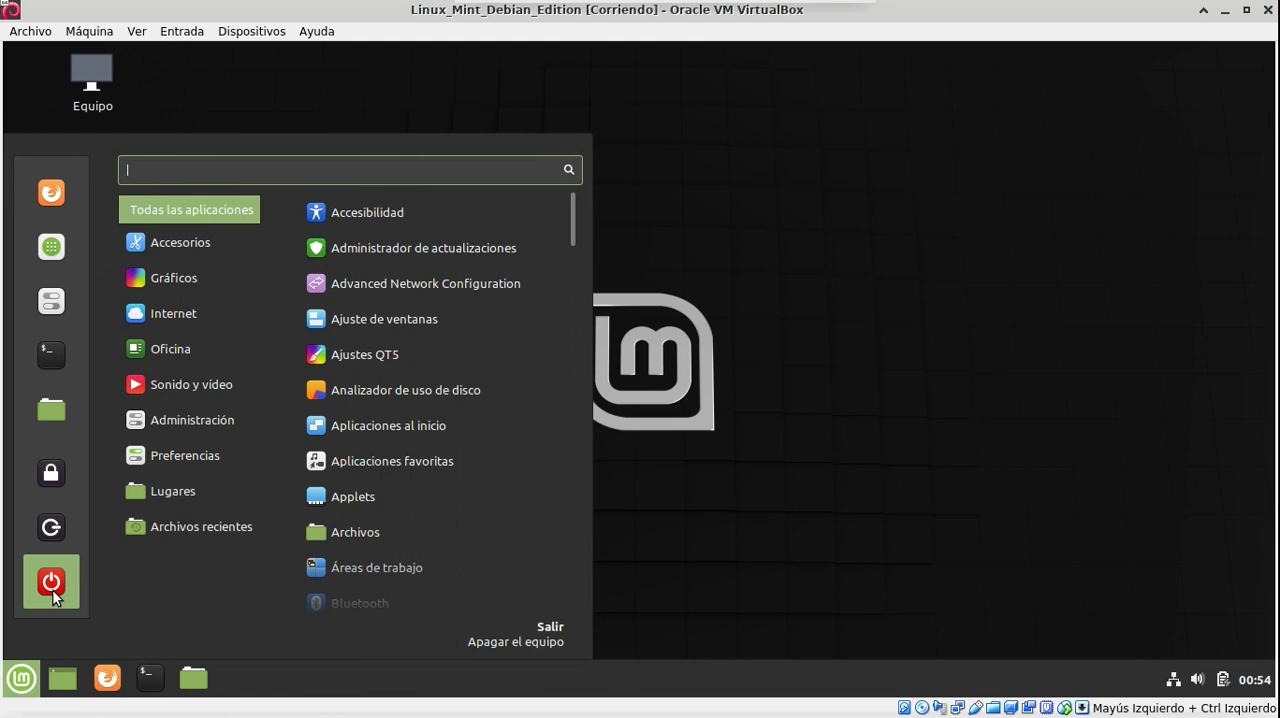 Linux_Mint_Debian_Edition [Corriendo] - Oracle VM VirtualBox
Archivo Máquina Ver Entrada Dispositivos Ayuda
Equipo
Todas las aplicaciones
Accesorios
Gráficos
Internet
Oficina
Sonido y vídeo
Administración
Preferencias
Lugares
Archivos recientes
Accesibilidad
Administrador de actualizaciones
Advanced Network Configuration
Ajuste de ventanas
Ajustes QT5
Analizador de uso de disco
Aplicaciones al inicio
Aplicaciones favoritas
Applets
Archivos
Áreas de trabajo
Bluetooth
Salir
Apagar el equipo
00:54
Mayús Izquierdo + Ctrl Izquierdo